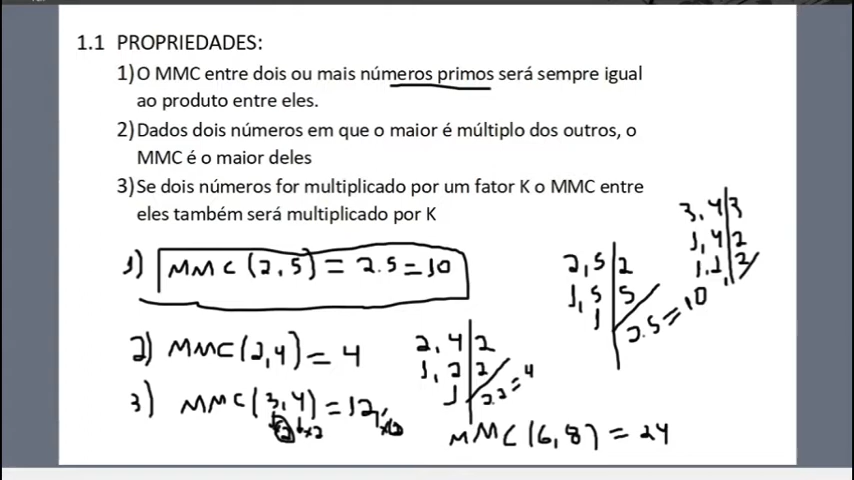 1.1 PROPRIEDADES:
1) O MMC entre dois ou mais números primos será sempre igual
ao produto entre eles.
2) Dados dois números em que o maior é múltiplo dos outros, o
MMC é o maior deles
3) Se dois números for multiplicado por um fator K o MMC entre
eles também será multiplicado por K
1) MMC (2,5) = 2.5 = 10
2,5 | 2
1,5 | 5
1
2.5 = 10
3,4 | 3
1,4 | 2
1,2 | 2
2) MMC(2,4) = 4
2,4 | 2
1,2 | 2
1
2.2 = 4
3) MMC(3,4) = 12
x2
MMC(6,8) = 24